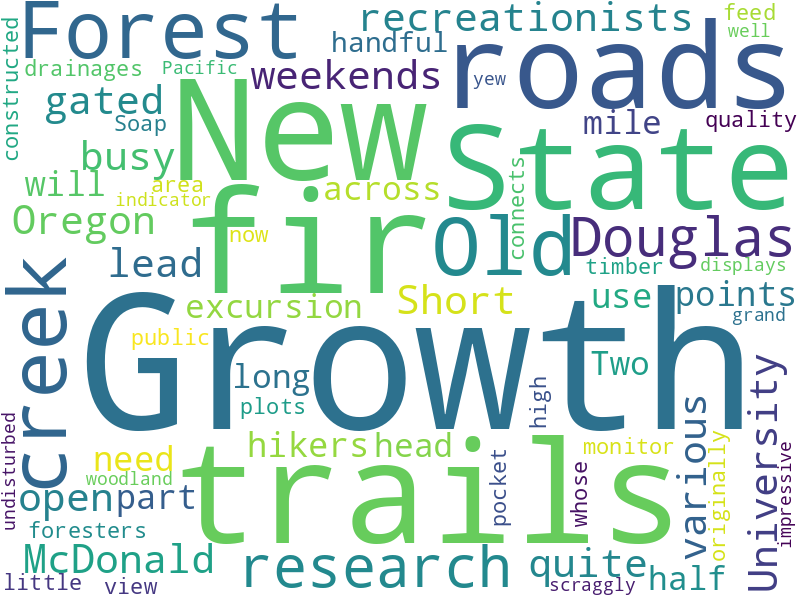 constructed
Forest
recreationists
feed
well
handful
roads
drainages
Pacific
weekends
yew
gated
New
Soap
mile
quality
busy
State
will
area
indicator
fir
across
connects
Oregon
now
Old
Douglas
lead
timber
displays
creek
Growth
excursion
Short
use
points
grand
public
long
Two
plots
high
undisturbed
need
hikers
head
trails
pocket
whose
various
monitor
originally
University
impressive
woodland
open
part
foresters
McDonald
research
quite
half
little
view
scraggly